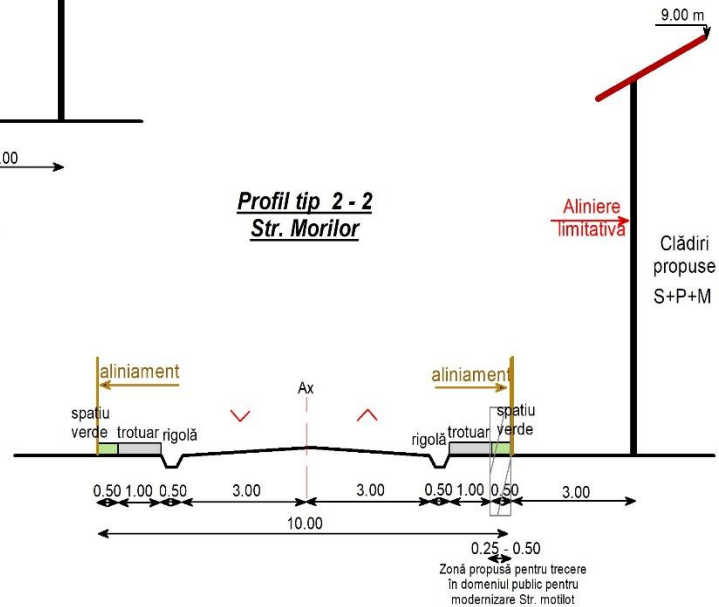 9.00 m
.00
Profil tip 2 - 2
Str. Morilor
Aliniere
limitativă
Clădiri
propuse
S+P+M
aliniament
aliniament
Ax
spatiu
verde
trotuar
rigolă
rigolă
trotuar
spatiu
verde
0.50 1.00 0.50 3.00 3.00 0.50 1.00 0.50 3.00
10.00
0.25 - 0.50
Zonă propusă pentru trecere
în domeniul public pentru
modernizare Str. motilot